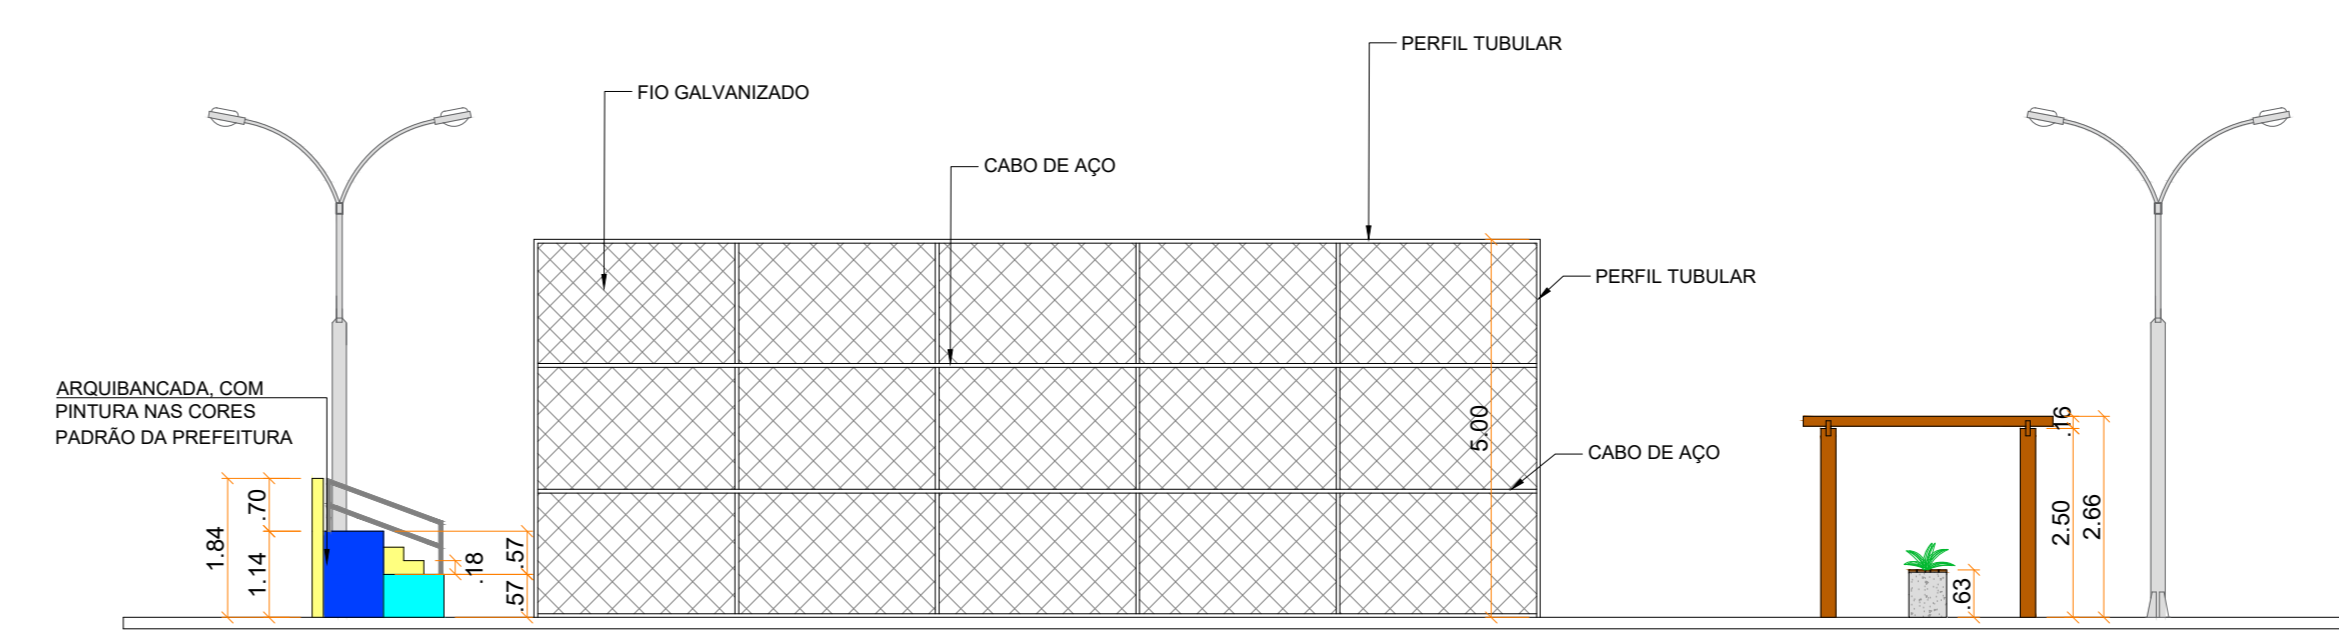 PERFIL TUBULAR
FIO GALVANIZADO
CABO DE AÇO
PERFIL TUBULAR
ARQUIBANCADA, COM
PINTURA NAS CORES
PADRÃO DA PREFEITURA
CABO DE AÇO
1.84
.70
1.14
.18
.57
.57
5.00
.16
2.50
2.66
.63